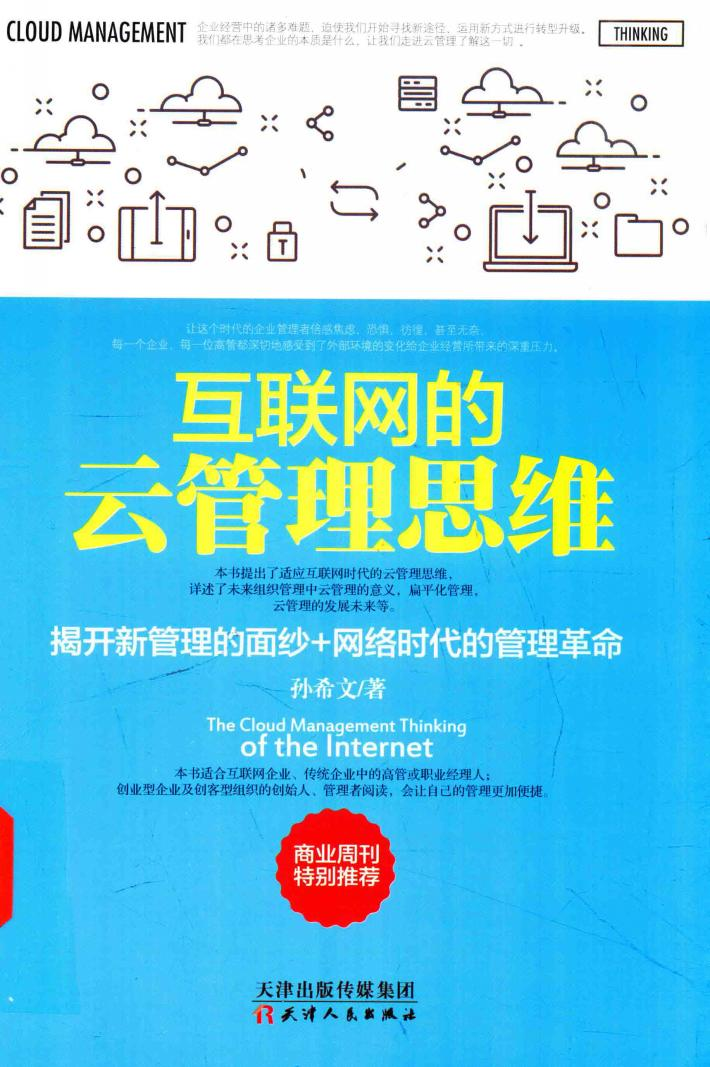 CLOUD MANAGEMENT
企业经营中的诸多难题，迫使我们开始寻找新途径、运用新方式进行转型升级。
我们都在思考企业的本质是什么，让我们走进云管理了解这一切 。
THINKING
T
让这个时代的企业管理者倍感焦虑、恐惧、彷徨、甚至无奈，
每一个企业、每一位高管都深切地感受到了外部环境的变化给企业经营所带来的深重压力。
互联网的
云管理思维
本书提出了适应互联网时代的云管理思维，
详述了未来组织管理中云管理的意义，扁平化管理，
云管理的发展未来等。
揭开新管理的面纱+网络时代的管理革命
孙希文/著
The Cloud Management Thinking
of the Internet
本书适合互联网企业、传统企业中的高管或职业经理人；
创业型企业及创客型组织的创始人、管理者阅读，会让自己的管理更加便捷。
商业周刊
特别推荐
天津出版传媒集团
天津人民出版社